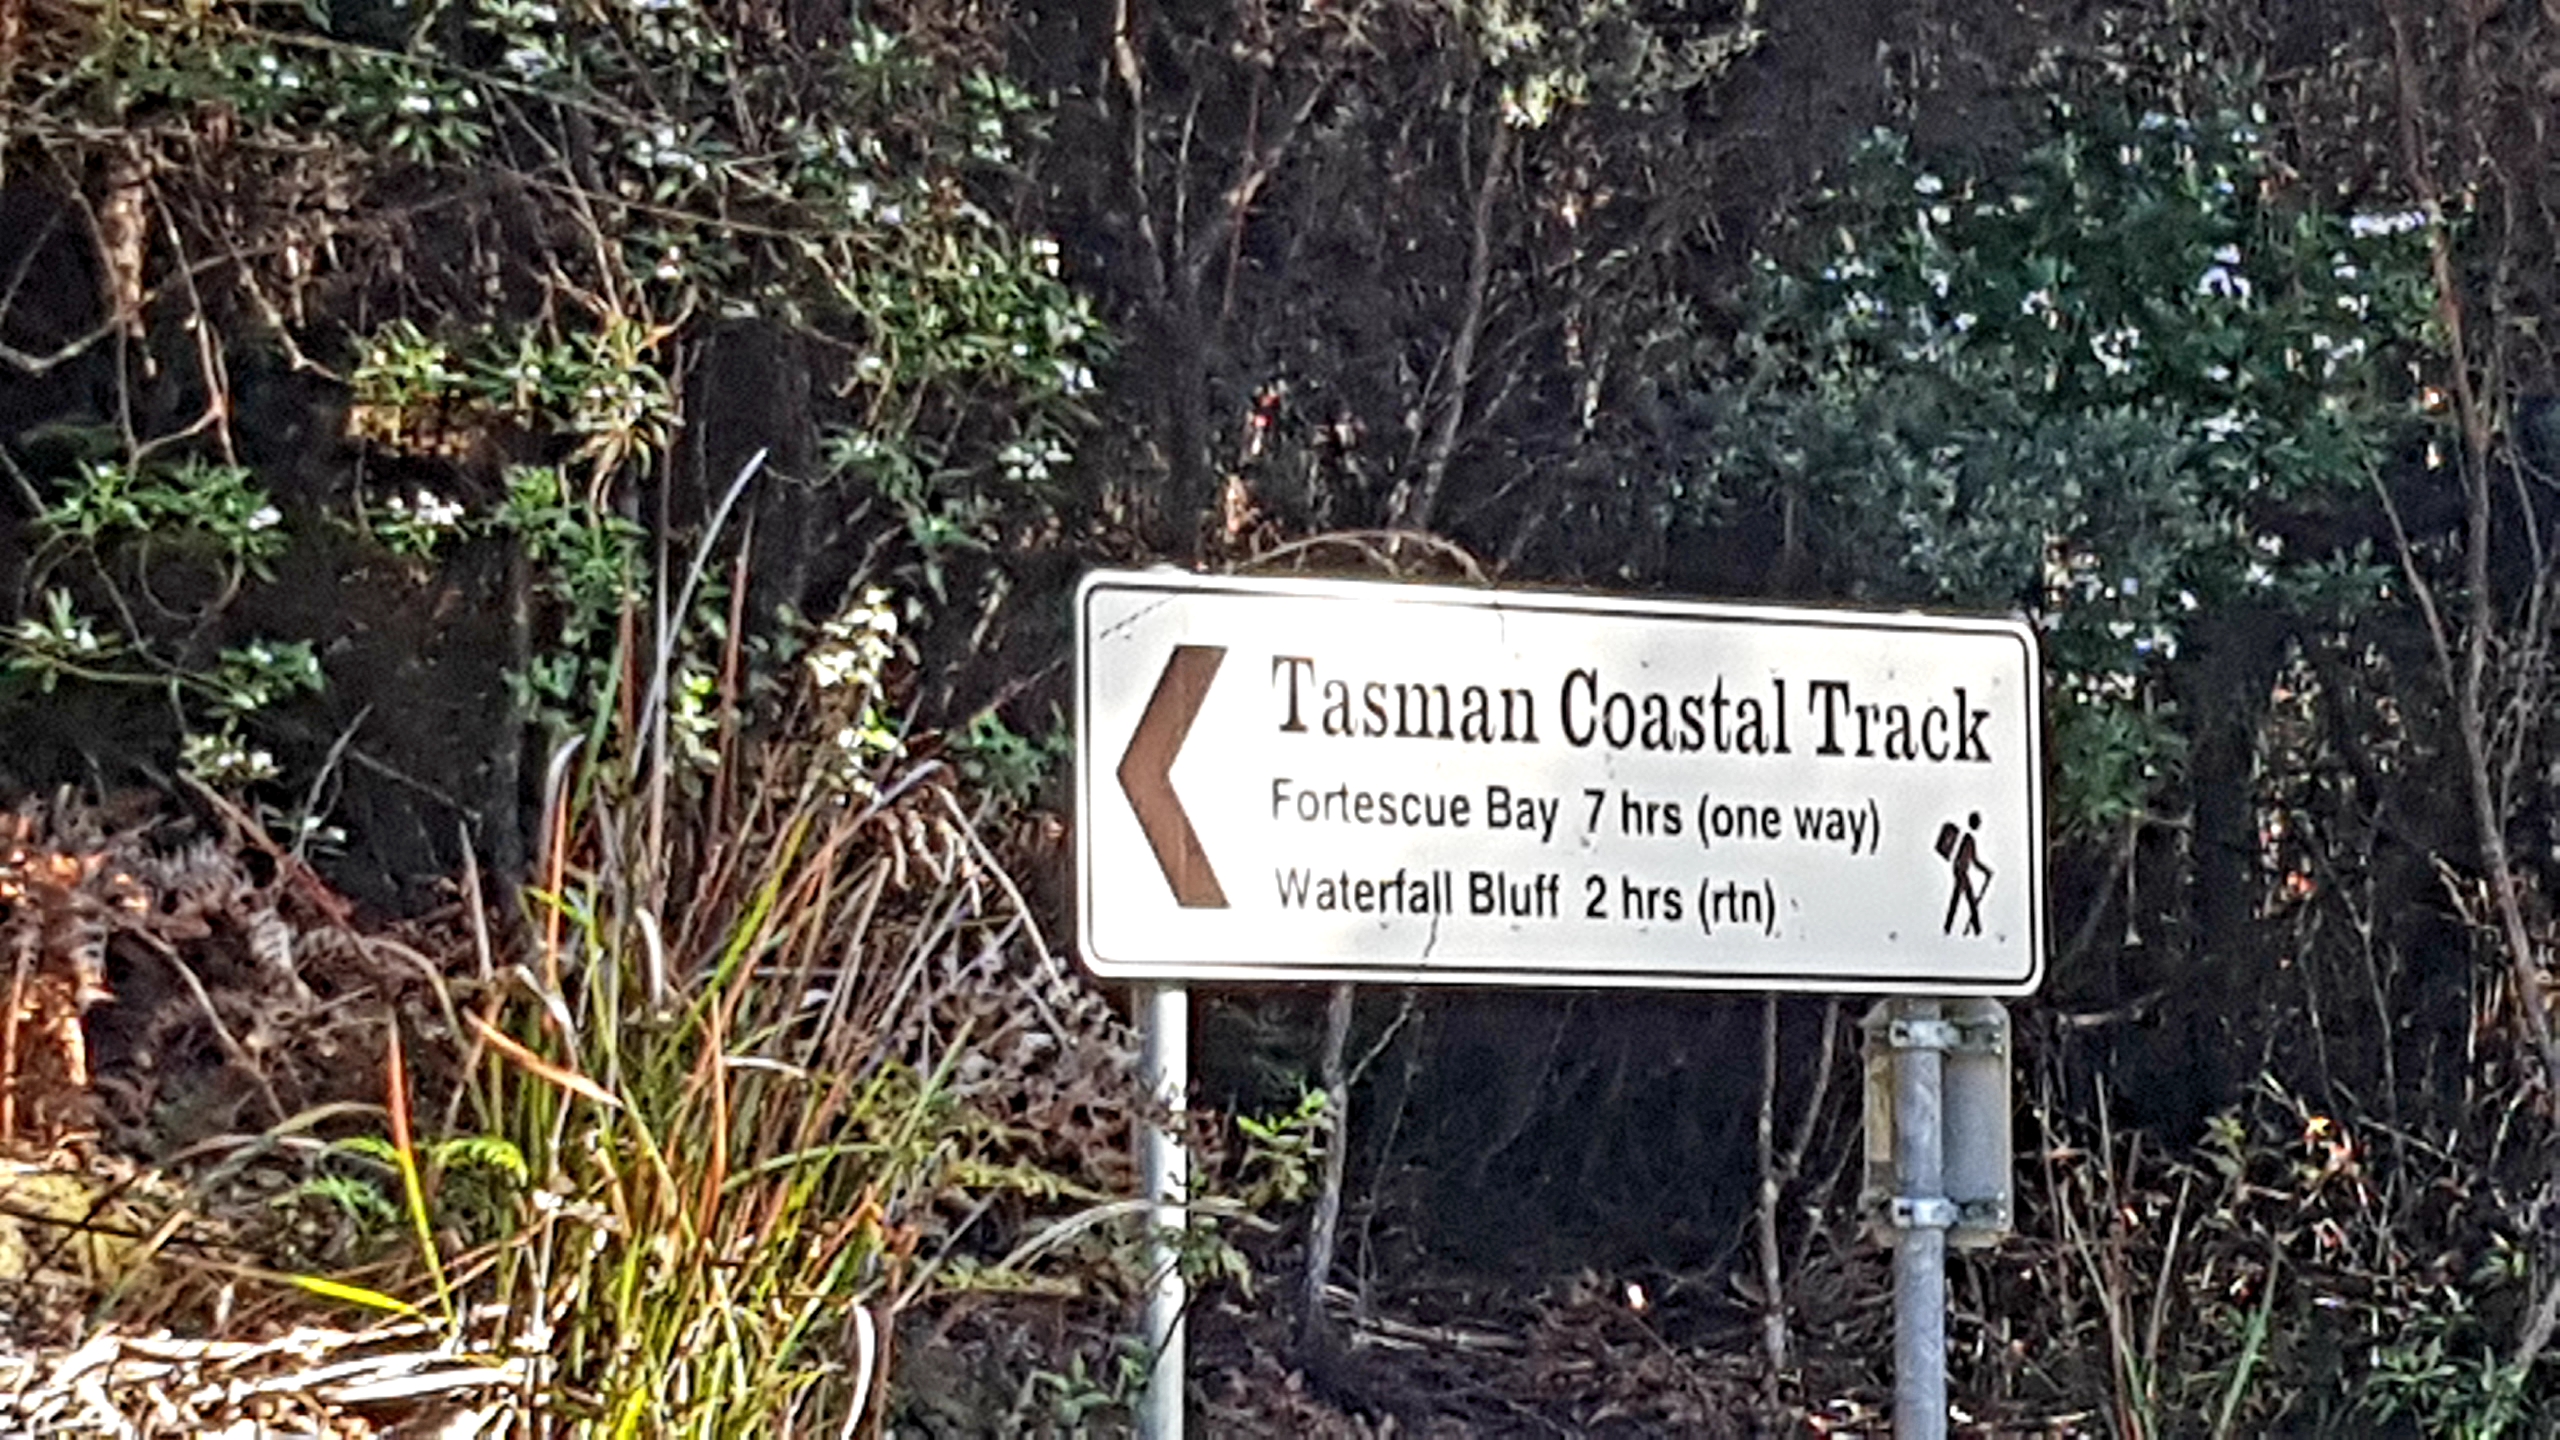 Tasman Coastal Track
Fortescue Bay 7 hrs (one way)
Waterfall Bluff 2 hrs (rtn)